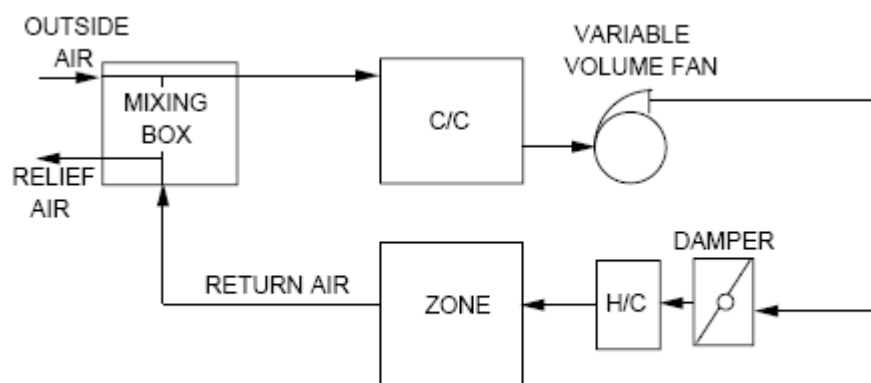 OUTSIDE
AIR
MIXING
BOX
RELIEF
AIR
C/C
VARIABLE
VOLUME FAN
DAMPER
H/C
ZONE
RETURN AIR